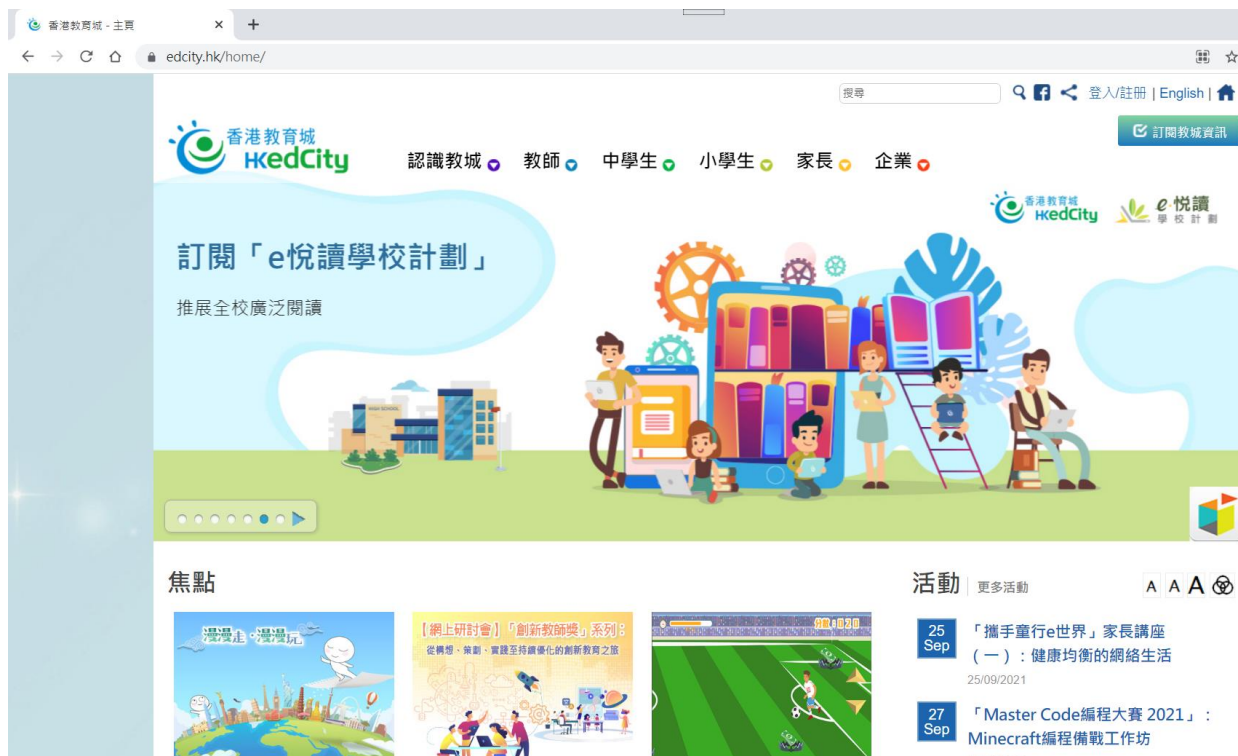 香港教育城 - 主頁
edcity.hk/home/
搜尋
登入/註冊 | English |
訂閱教城資訊
香港教育城
HKedCity
認識教城 教師 中學生 小學生 家長 企業
香港教育城
HKedCity
e悅讀
學校計劃
訂閱「e悅讀學校計劃」
推展全校廣泛閱讀
HIGH SCHOOL
焦點
活動 更多活動
A A A
漫漫走·漫漫玩
【網上研討會】「創新教師獎」系列：
從構想、策劃、實踐至持續優化的創新教育之旅
分數:020
25
Sep
「攜手童行e世界」家長講座
（一）：健康均衡的網絡生活
25/09/2021
27
Sep
「Master Code編程大賽 2021」：
Minecraft編程備戰工作坊